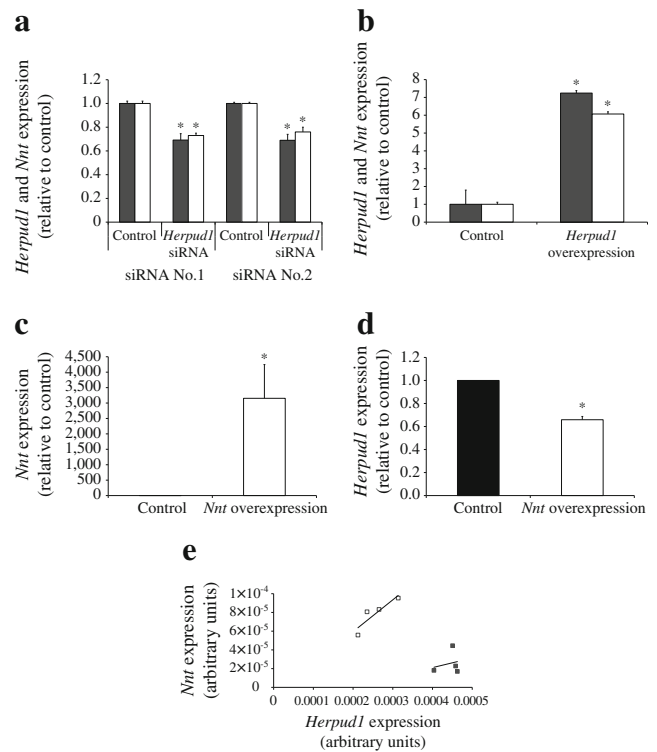 a
Herpud1 and Nnt expression
(relative to control)
1.2
1.0
0.8
0.6
0.4
0.2
0
* * * *
Control Herpud1 siRNA Control Herpud1 siRNA
siRNA No.1 siRNA No.2
b
Herpud1 and Nnt expression
(relative to control)
8
7
6
5
4
3
2
1
0
* *
Control Herpud1
overexpression
c
Nnt expression
(relative to control)
4,500
4,000
3,500
3,000
2,500
2,000
1,500
1,000
500,000
0
*
Control Nnt overexpression
d
Herpud1 expression
(relative to control)
1.2
1.0
0.8
0.6
0.4
0.2
0.0
*
Control Nnt overexpression
e
Nnt expression
(arbitrary units)
1×10⁻⁴
8×10⁻⁵
6×10⁻⁵
4×10⁻⁵
2×10⁻⁵
0
0 0.0001 0.0002 0.0003 0.0004 0.0005
Herpud1 expression
(arbitrary units)